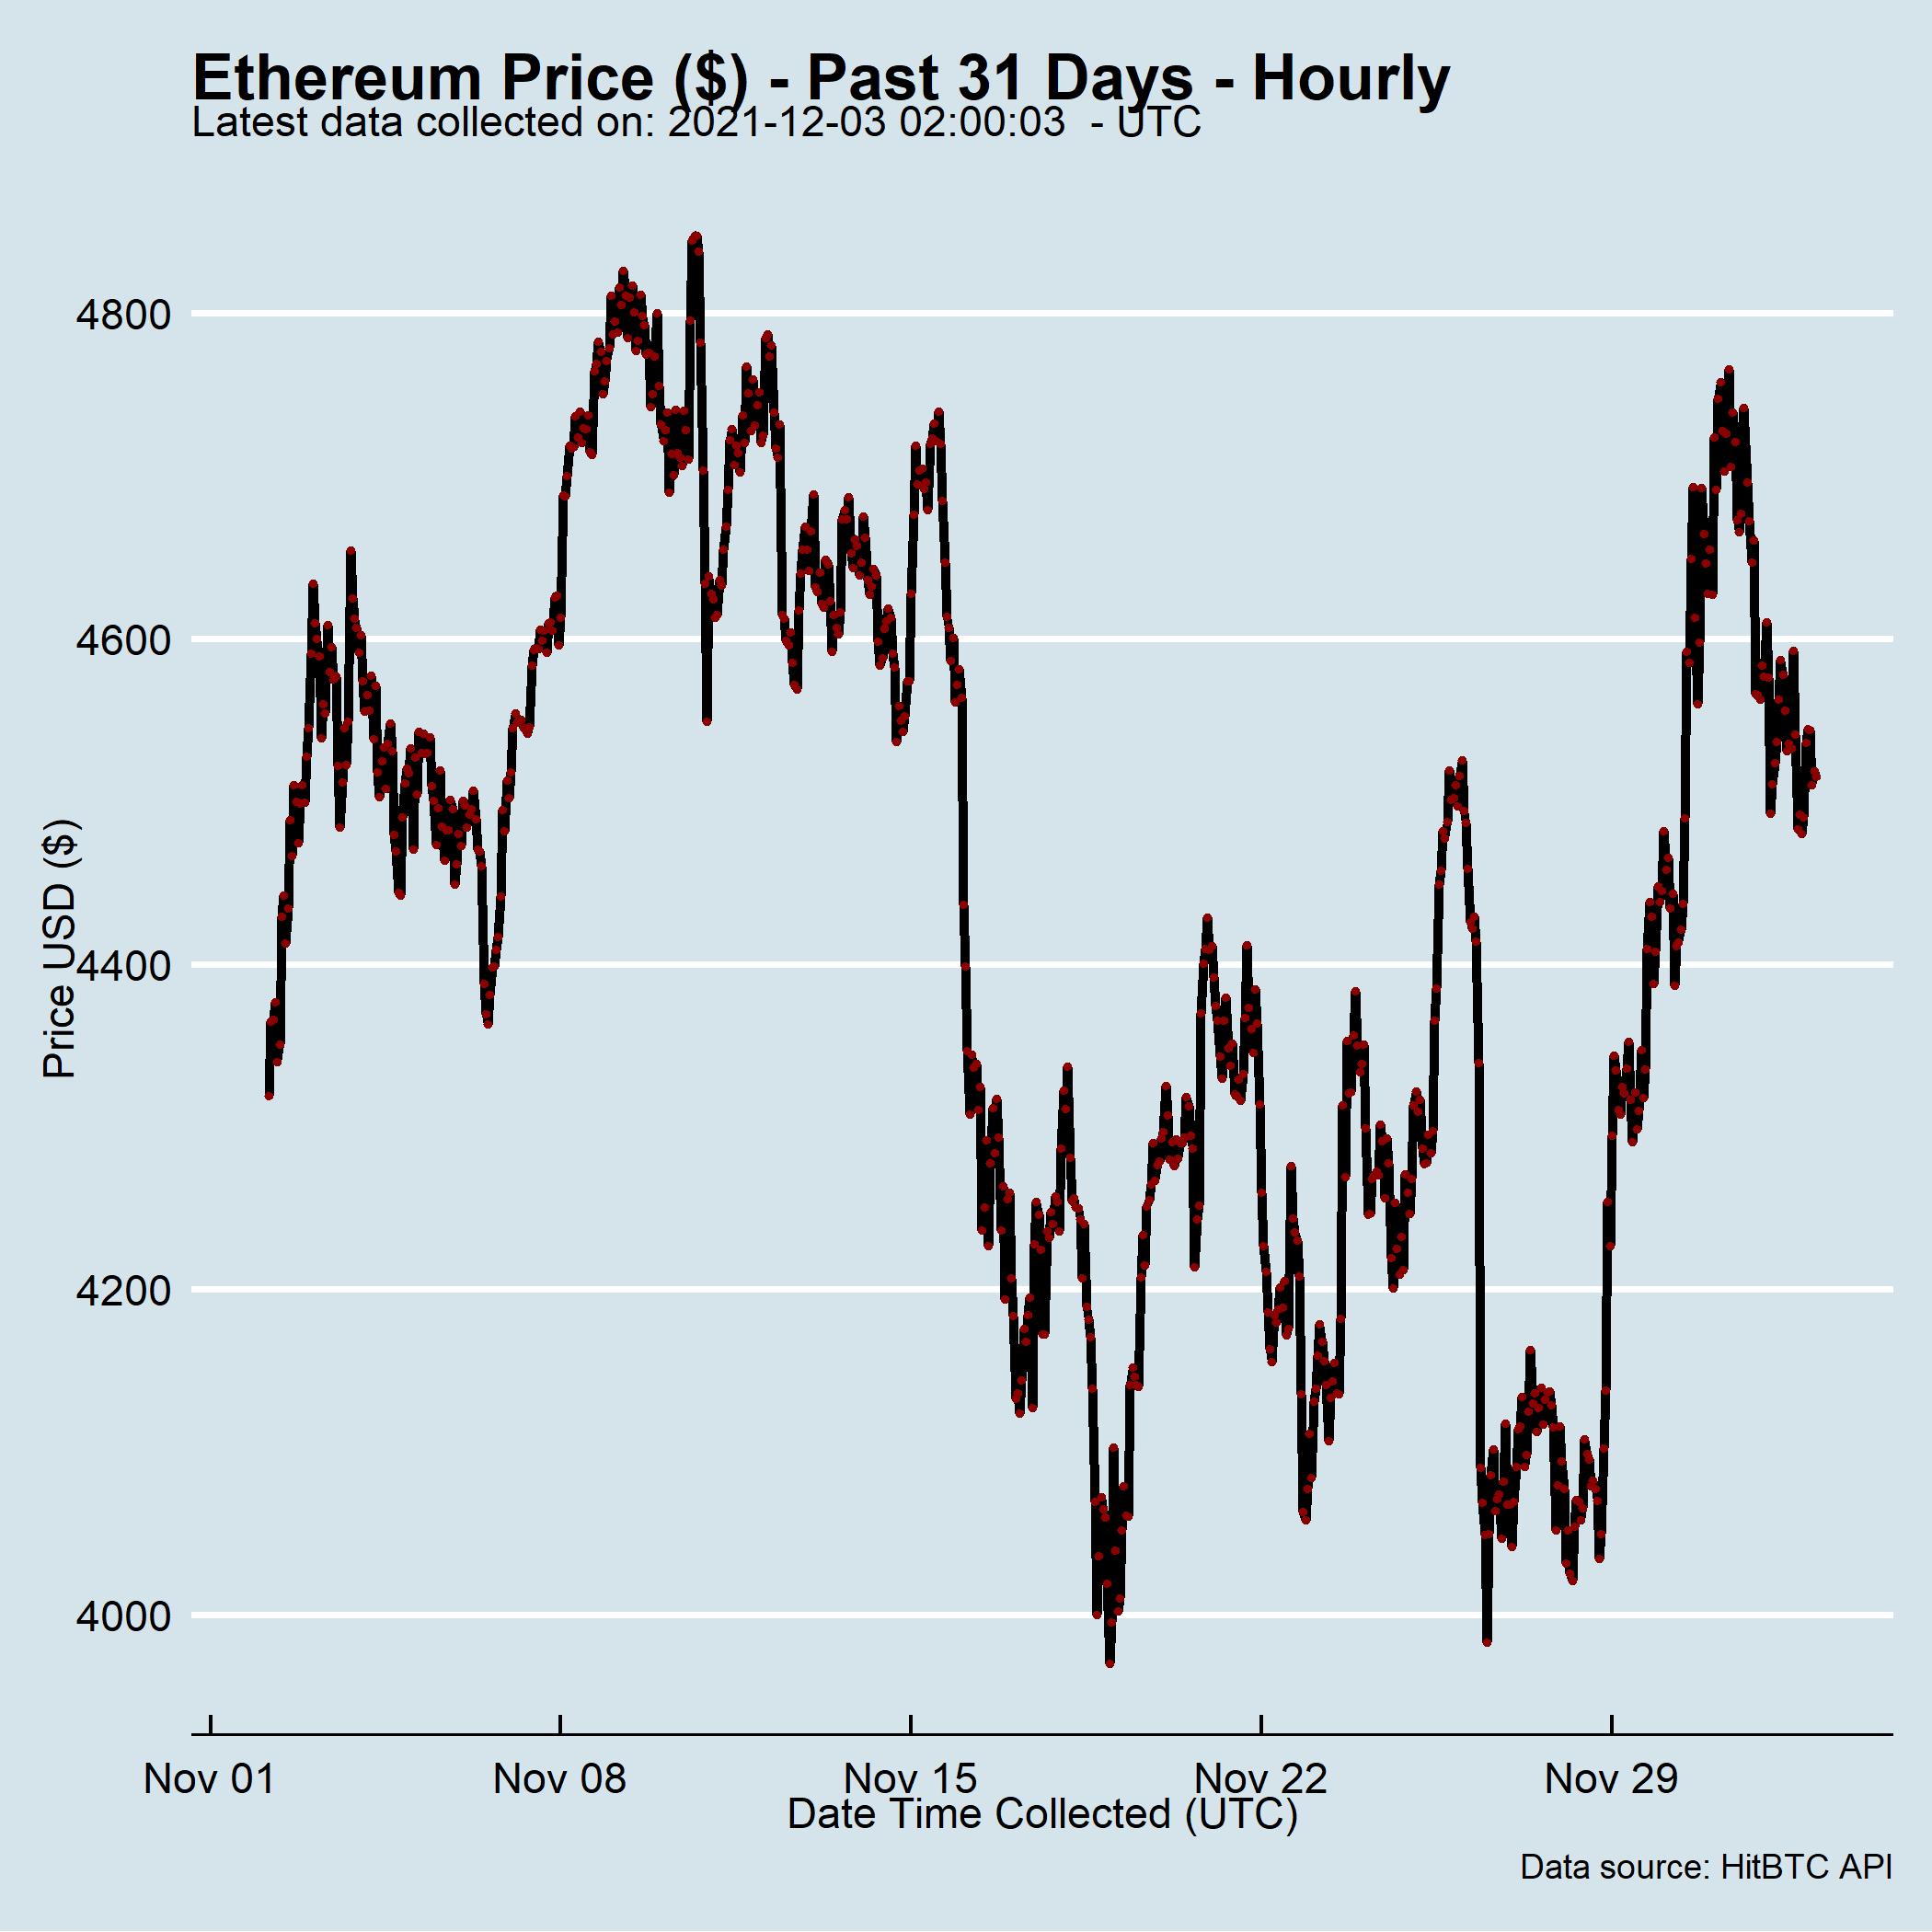 Ethereum Price ($) - Past 31 Days - Hourly
Latest data collected on: 2021-12-03 02:00:03  - UTC
Price USD ($)
4800
4600
4400
4200
4000
Nov 01 Nov 08 Nov 15 Nov 22 Nov 29
Date Time Collected (UTC)
Data source: HitBTC API